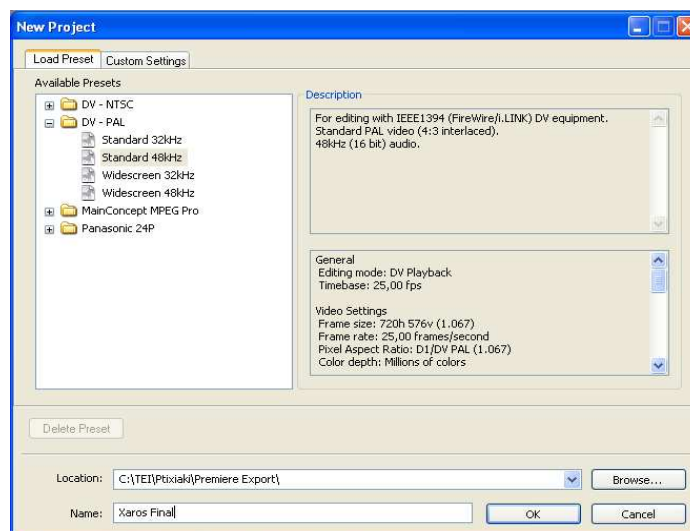 New Project
Load Preset Custom Settings
Available Presets
DV - NTSC
DV - PAL
Standard 32kHz
Standard 48kHz
Widescreen 32kHz
Widescreen 48kHz
MainConcept MPEG Pro
Panasonic 24P
Description
For editing with IEEE1394 (FireWire/i.LINK) DV equipment.
Standard PAL video (4:3 interlaced).
48kHz (16 bit) audio.
General
Editing mode: DV Playback
Timebase: 25,00 fps
Video Settings
Frame size: 720h 576v (1.067)
Frame rate: 25,00 frames/second
Pixel Aspect Ratio: D1/DV PAL (1.067)
Color depth: Millions of colors
Delete Preset
Location: C:\TEI\Ptixiaki\Premiere Export\ Browse...
Name: Xaros Final OK Cancel